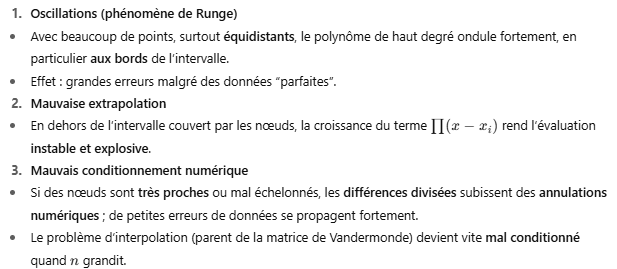 1. Oscillations (phénomène de Runge)
• Avec beaucoup de points, surtout équidistants, le polynôme de haut degré ondule fortement, en
particulier aux bords de l'intervalle.
• Effet : grandes erreurs malgré des données “parfaites”.
2. Mauvaise extrapolation
• En dehors de l'intervalle couvert par les nœuds, la croissance du terme ∏(x − xᵢ) rend l'évaluation
instable et explosive.
3. Mauvais conditionnement numérique
• Si des nœuds sont très proches ou mal échelonnés, les différences divisées subissent des annulations
numériques ; de petites erreurs de données se propagent fortement.
• Le problème d'interpolation (parent de la matrice de Vandermonde) devient vite mal conditionné
quand n grandit.